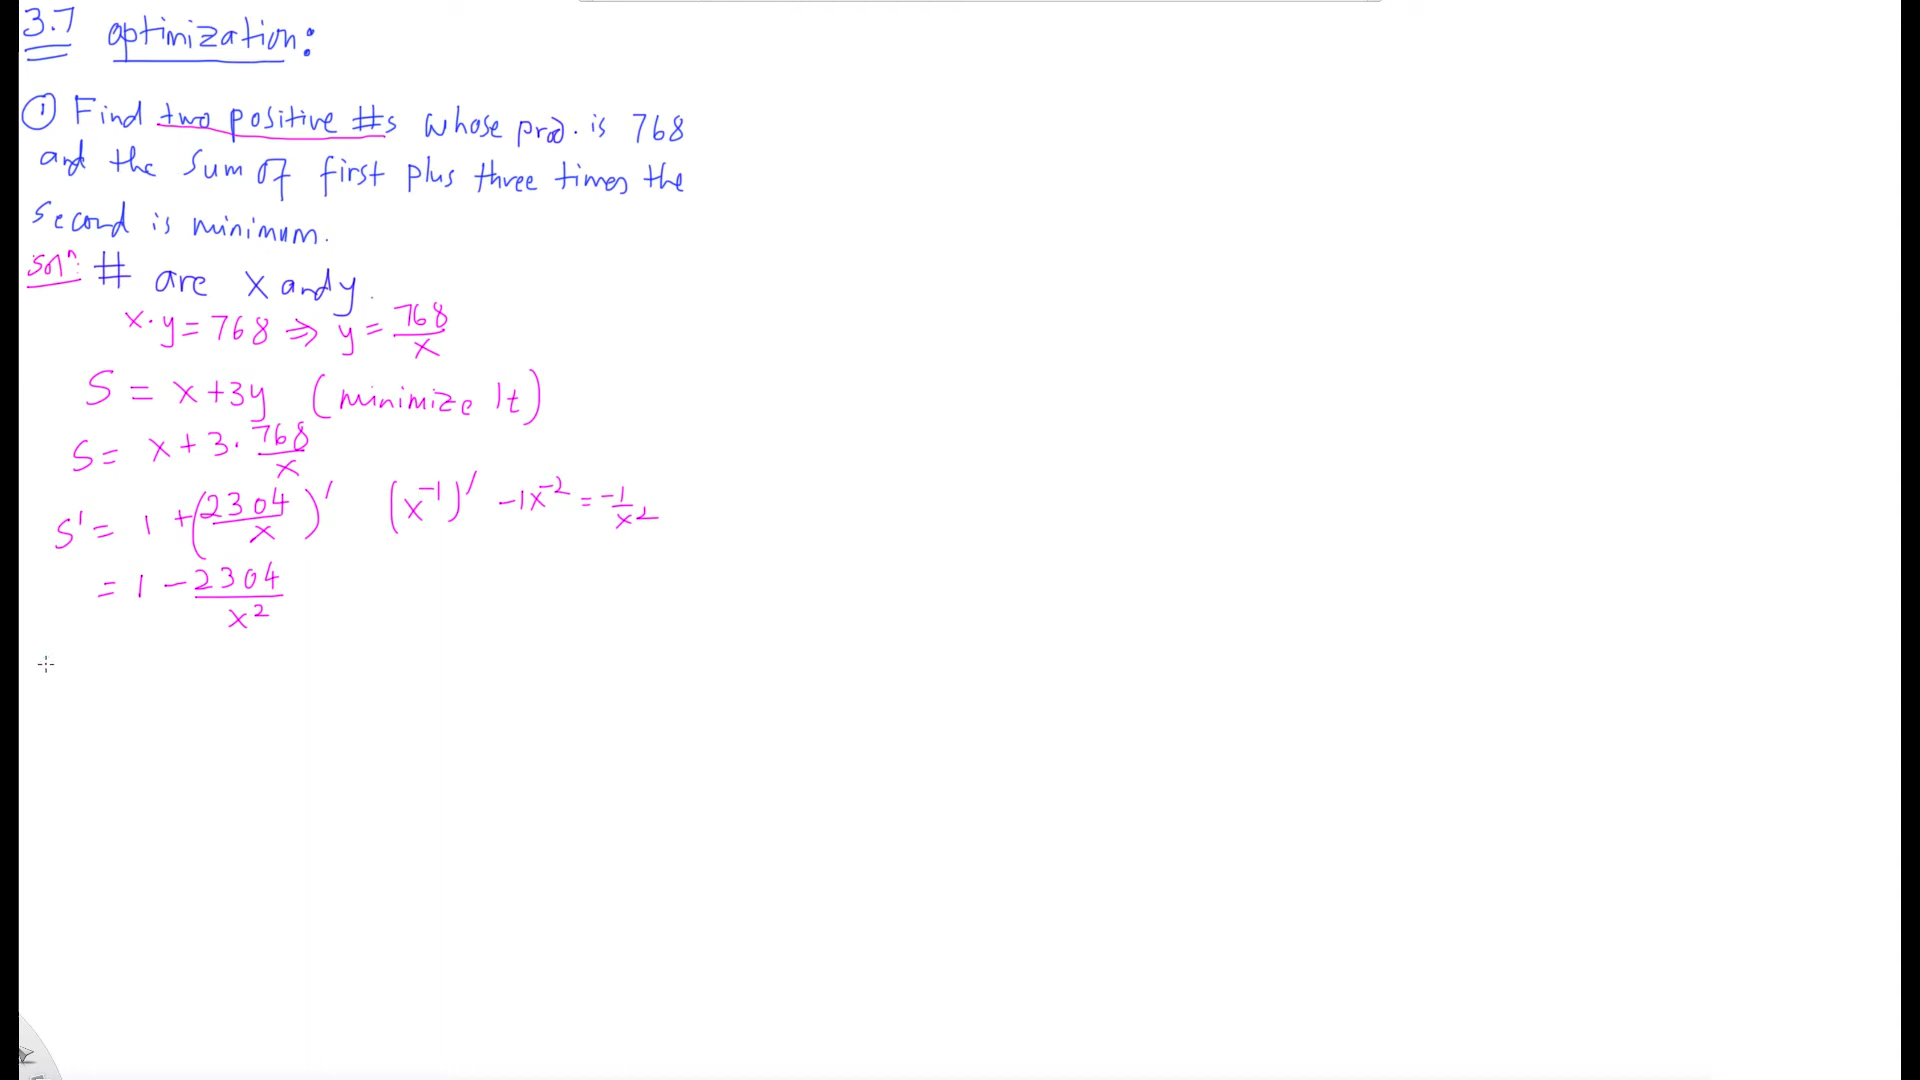 3.7 optimization:
① Find two positive #s whose prod. is 768
and the sum of first plus three times the
second is minimum.
Solⁿ: # are x and y.
x·y = 768 ⇒ y = 768/x
S = x+3y (minimize It)
S = x + 3 · 768/x
S' = 1 + (2304/x)' (x⁻¹)' -1x⁻² = -1/x²
= 1 - 2304/x²